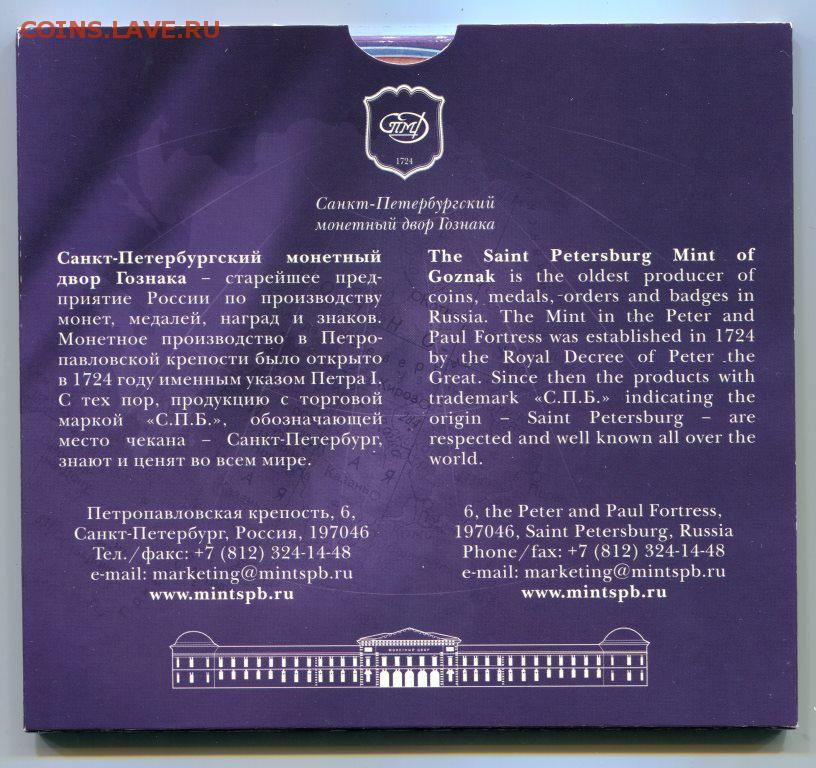 COINS.LAVE.RU
СПМД
1724
Санкт-Петербургский
монетный двор Гознака
Санкт-Петербургский монетный
двор Гознака – старейшее пред-
приятие России по производству
монет, медалей, наград и знаков.
Монетное производство в Петро-
павловской крепости было открыто
в 1724 году именным указом Петра I.
С тех пор, продукцию с торговой
маркой «С.П.Б.», обозначающей
место чекана – Санкт-Петербург,
знают и ценят во всем мире.
The Saint Petersburg Mint of
Goznak is the oldest producer of
coins, medals, orders and badges in
Russia. The Mint in the Peter and
Paul Fortress was established in 1724
by the Royal Decree of Peter the
Great. Since then the products with
trademark «С.П.Б.» indicating the
origin – Saint Petersburg – are
respected and well known all over the
world.
Петропавловская крепость, 6,
Санкт-Петербург, Россия, 197046
Тел./факс: +7 (812) 324-14-48
e-mail: marketing@mintspb.ru
www.mintspb.ru
6, the Peter and Paul Fortress,
197046, Saint Petersburg, Russia
Phone/fax: +7 (812) 324-14-48
e-mail: marketing@mintspb.ru
www.mintspb.ru
МОНЕТНЫЙ ДВОР